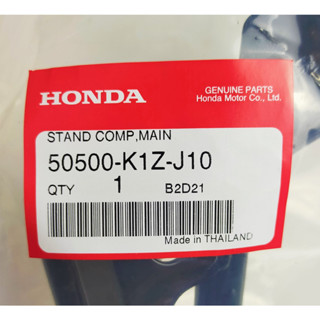 HONDA
GENUINE PARTS
Honda Motor Co., Ltd.
STAND COMP,MAIN
50500-K1Z-J10
QTY 1 B2D21
Made in THAILAND